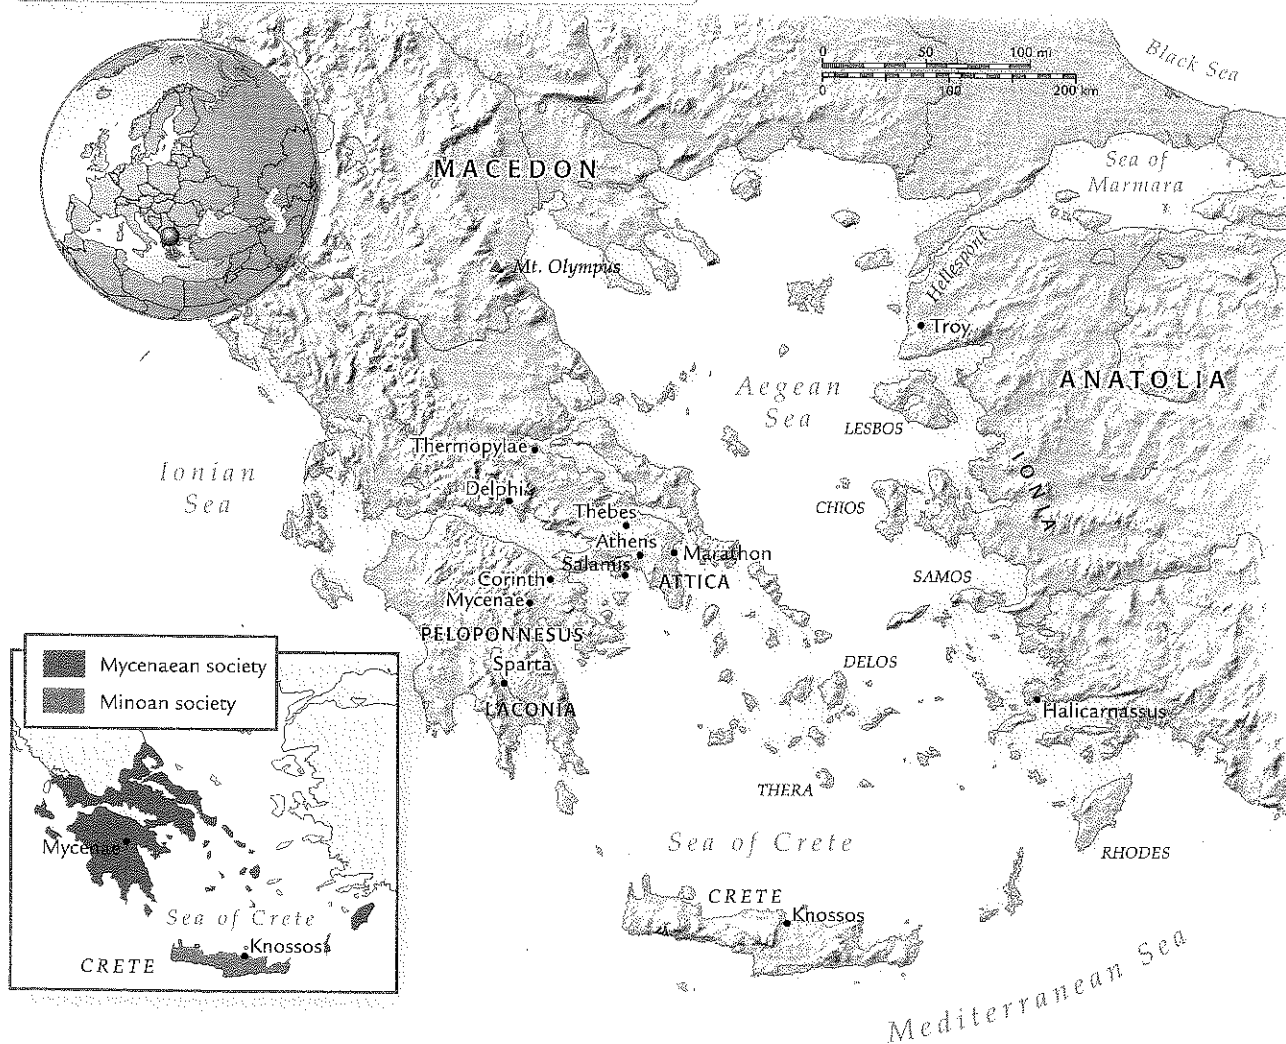 0 50 100 mi
0 100 200 km
Black Sea
Sea of
Marmara
MACEDON
Mt. Olympus
Hellespont
Troy
ANATOLIA
Aegean
Sea
LESBOS
Thermopylae
Ionian
Sea
IONIA
Delphi
CHIOS
Thebes
Athens
Marathon
Salamis
ATTICA
Corinth
SAMOS
Mycenae
PELOPONNESUS
Sparta
DELOS
LACONIA
Halicarnassus
THERA
Sea of Crete
RHODES
CRETE
Knossos
Mediterranean Sea
Mycenaean society
Minoan society
Mycenae
Sea of Crete
Knossos
CRETE